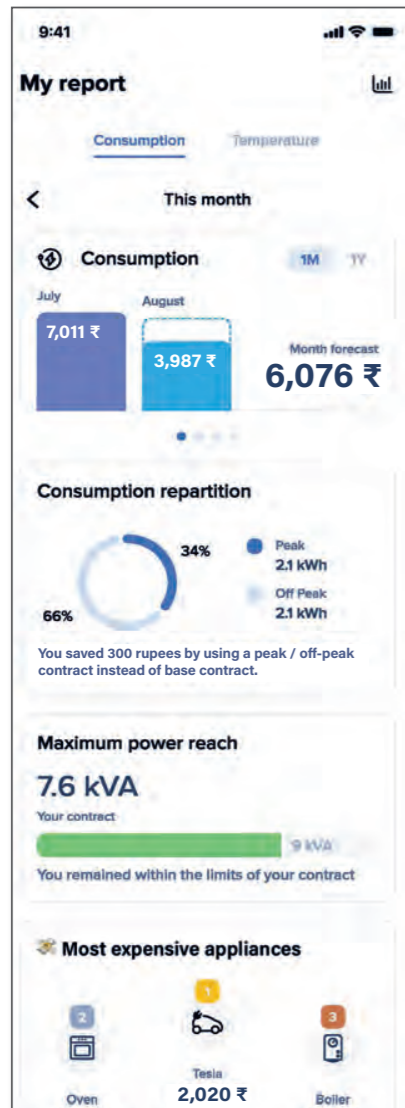 9:41
My report
Consumption Temperature
This month
Consumption 1M 1Y
July August
7,011 ₹
3,987 ₹
Month forecast
6,076 ₹
Consumption repartition
34%
66%
Peak
2.1 kWh
Off Peak
2.1 kWh
You saved 300 rupees by using a peak / off-peak
contract instead of base contract.
Maximum power reach
7.6 kVA
Your contract
9 kVA
You remained within the limits of your contract
Most expensive appliances
1
2
3
Tesla
Oven 2,020 ₹ Boiler